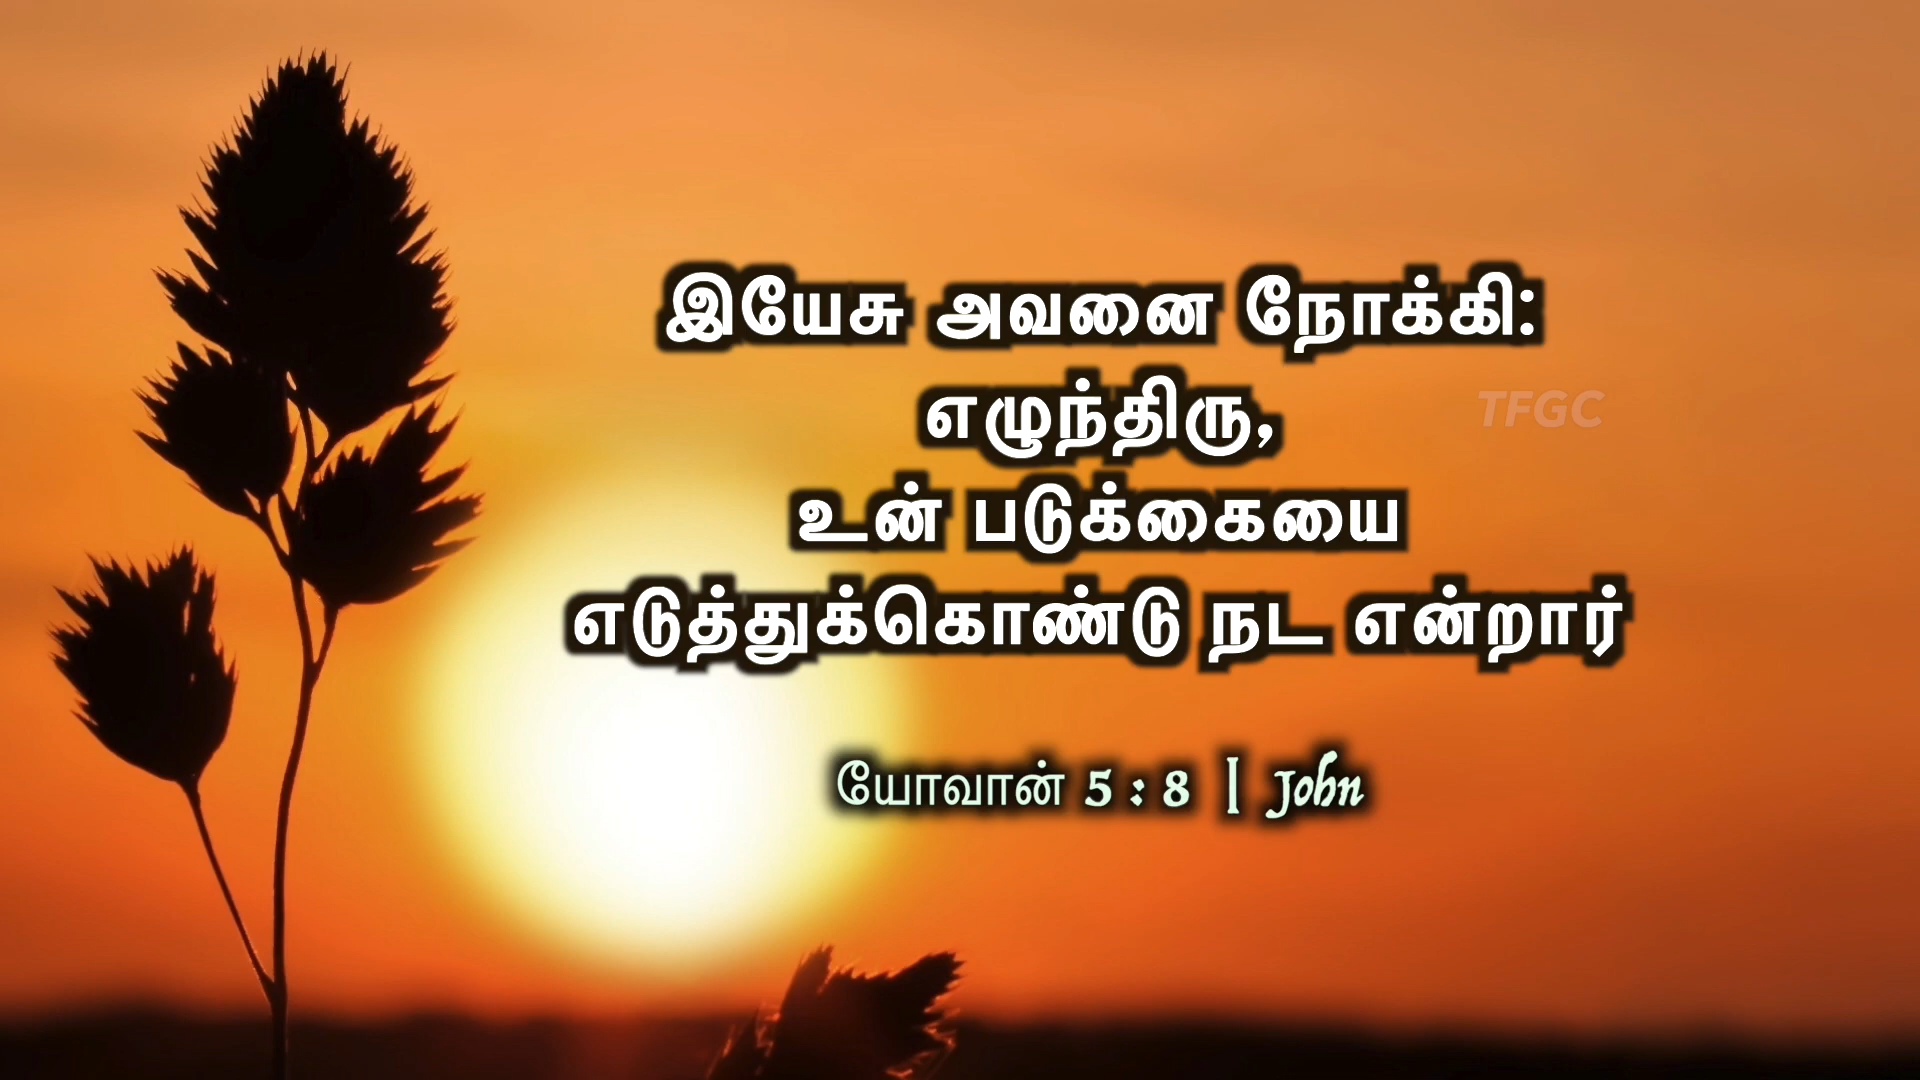 இயேசு அவனை நோக்கி:
எழுந்திரு,
TFGC
உன் படுக்கையை
எடுத்துக்கொண்டு நட என்றார்
யோவான் 5 : 8 | John